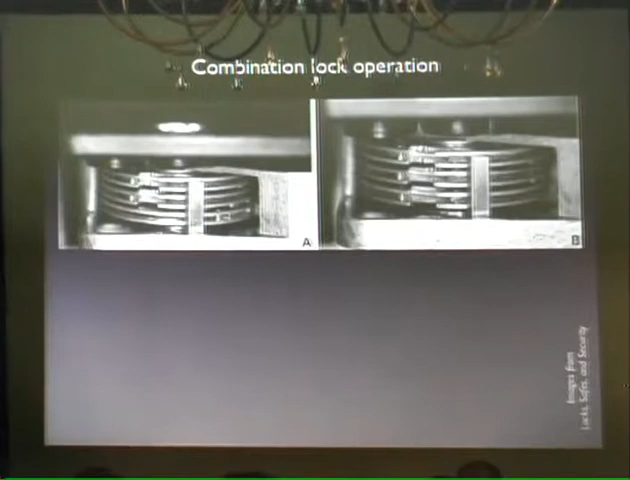 Combination lock operation
A
B
Images from
Locks, Safes, and Security